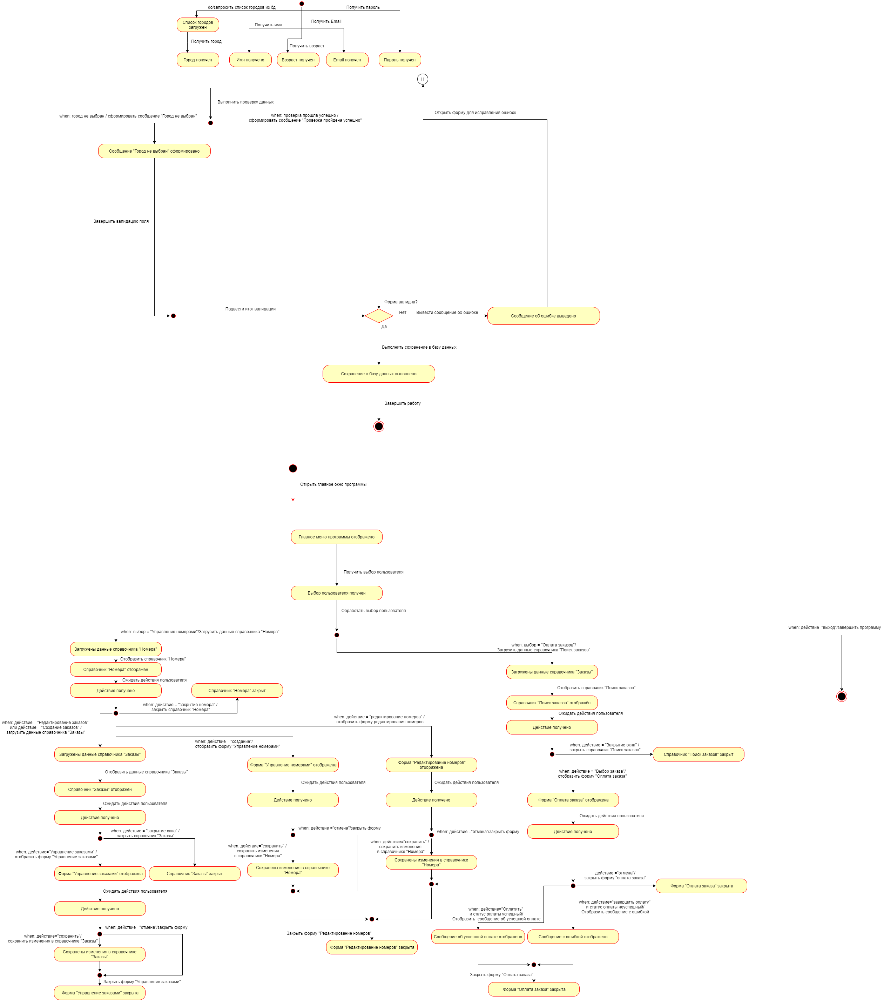 do/запросить список городов из бд
Получить пароль
Список городов
загружен
Получить имя
Получить Email
Получить город
Получить возраст
Город получен
Имя получено
Возраст получен
Email получен
Пароль получен
H
Выполнить проверку данных
Открыть форму для исправления ошибок
when: город не выбран / сформировать сообщение "Город не выбран"
when: проверка прошла успешно /
сформировать сообщение "Проверка пройдена успешно"
Сообщение "Город не выбран" сформировано
Завершить валидацию поля
Форма валидна?
Подвести итог валидации
Нет
Вывести сообщение об ошибке
Сообщение об ошибке выведено
Да
Выполнить сохранение в базу данных
Сохранение в базу данных выполнено
Завершить работу
Открыть главное окно программы
Главное меню программы отображено
Получить выбор пользователя
Выбор пользователя получен
Обработать выбор пользователя
when: действие="выход"/завершить программу
when: выбор = "Управление номерами"/Загрузить данные справочника "Номера"
when: выбор = "Оплата заказов"/
Загрузить данные справочника "Поиск заказов"
Загружены данные справочника "Номера"
Отобразить справочник "Номера"
Справочник "Номера" отображён
Загружены данные справочника "Заказы"
Ожидать действия пользователя
Отобразить справочник "Поиск заказов"
Действие получено
Справочник "Номера" закрыт
Справочник "Поиск заказов" отображён
when: действие = "закрытие номера" /
закрыть справочник "Номера"
Ожидать действия пользователя
when: действие = "редактирование номеров" /
отобразить форму редактирования номеров
when: действие = "Редактирование заказов"
или действие = "Создание заказов" /
загрузить данные справочника "Заказы"
Действие получено
when: действие = "создание"/
отобразить форму "Управление номерами"
when: действие = "Закрытие окна" /
закрыть справочник "Поиск заказов"
Загружены данные справочника "Заказы"
Справочник "Поиск заказов" закрыт
Форма "Управление номерами" отображена
Форма "Редактирование номеров"
отображена
Отобразить данные справочника "Заказы"
when: действие = "Выбор заказа"/
отобразить форму "Оплата заказа"
Ожидать действия пользователя
Ожидать действия пользователя
Справочник "Заказы" отображён
Действие получено
Действие получено
Форма "Оплата заказа" отображена
Ожидать действия пользователя
Ожидать действия пользователя
Действие получено
Действие получено
when: действие = "закрытие окна" /
закрыть справочник "Заказы"
when: действие ="отмена"/закрыть форму
when: действие ="отмена"/закрыть форму
when: действие="Управление заказами" /
отобразить форму "Управление заказами"
when: действие="сохранить" /
сохранить изменения
в справочнике "Номера"
when: действие="сохранить" /
сохранить изменения
в справочнике "Номера"
Форма "Управление заказами" отображена
Справочник "Заказы" закрыт
Сохранены изменения в справочнике
"Номера"
Сохранены изменения в справочнике
"Номера"
действие ="отмена"/
закрыть форму "оплата заказа"
Форма "Оплата заказа" закрыта
Ожидать действия пользователя
Действие получено
when: действие="завершить оплату"
и статус оплаты неуспешный/
Отобразить сообщение с ошибкой
when: действие="Оплатить"
и статус оплаты успешный/
Отобразить сообщение об успешной оплате
when: действие ="отмена"/закрыть форму
when: действие="сохранить"/
сохранить изменения в справочнике "Заказы"
Закрыть форму "Редактирование номеров"
Сообщение об успешной оплате отображено
Сообщение с ошибкой отображено
Форма "Редактирование номеров" закрыта
Сохранены изменения в справочнике
"Заказы"
Закрыть форму "Оплата заказа"
Закрыть форму "Управление заказами"
Форма "Управление заказами" закрыта
Форма "Оплата заказа" закрыта